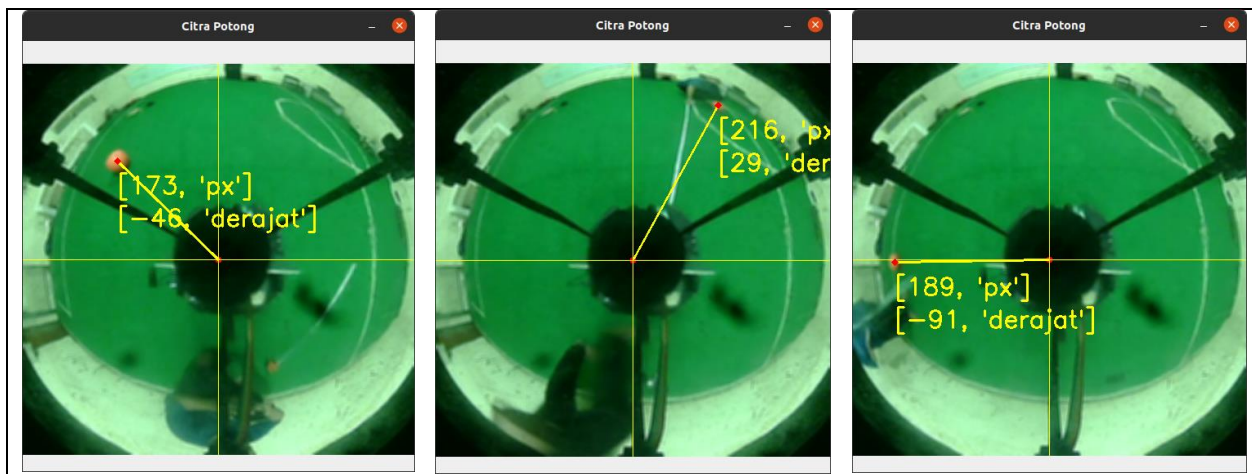 Citra Potong
[173, 'px']
[-46, 'derajat']
Citra Potong
[216, 'px
[29, 'der
Citra Potong
[189, 'px']
[-91, 'derajat']